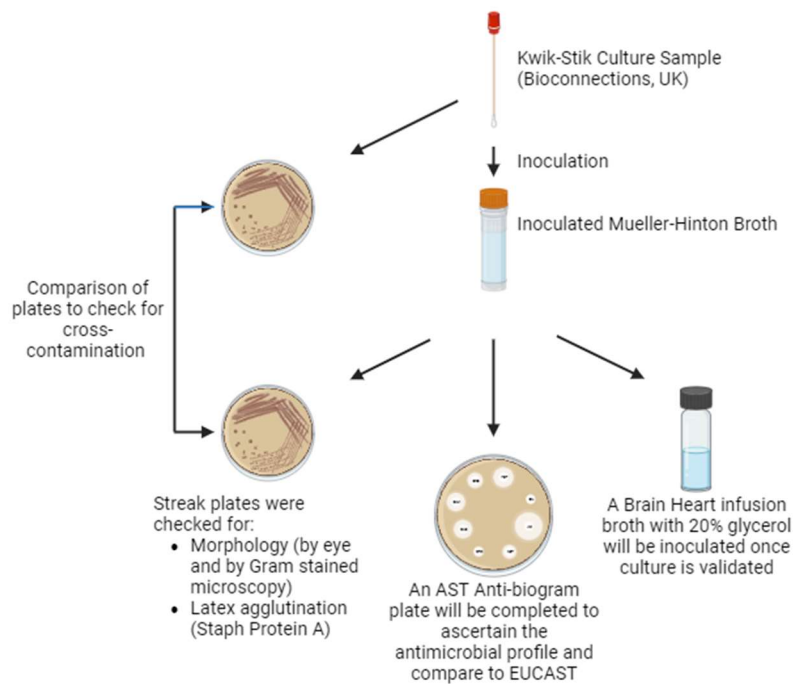 Kwik-Stik Culture Sample
(Bioconnections, UK)
Inoculation
Inoculated Mueller-Hinton Broth
Comparison of
plates to check for
cross-
contamination
Streak plates were
checked for:
• Morphology (by eye
and by Gram stained
microscopy)
• Latex agglutination
(Staph Protein A)
An AST Anti-biogram
plate will be completed to
ascertain the
antimicrobial profile and
compare to EUCAST
A Brain Heart infusion
broth with 20% glycerol
will be inoculated once
culture is validated